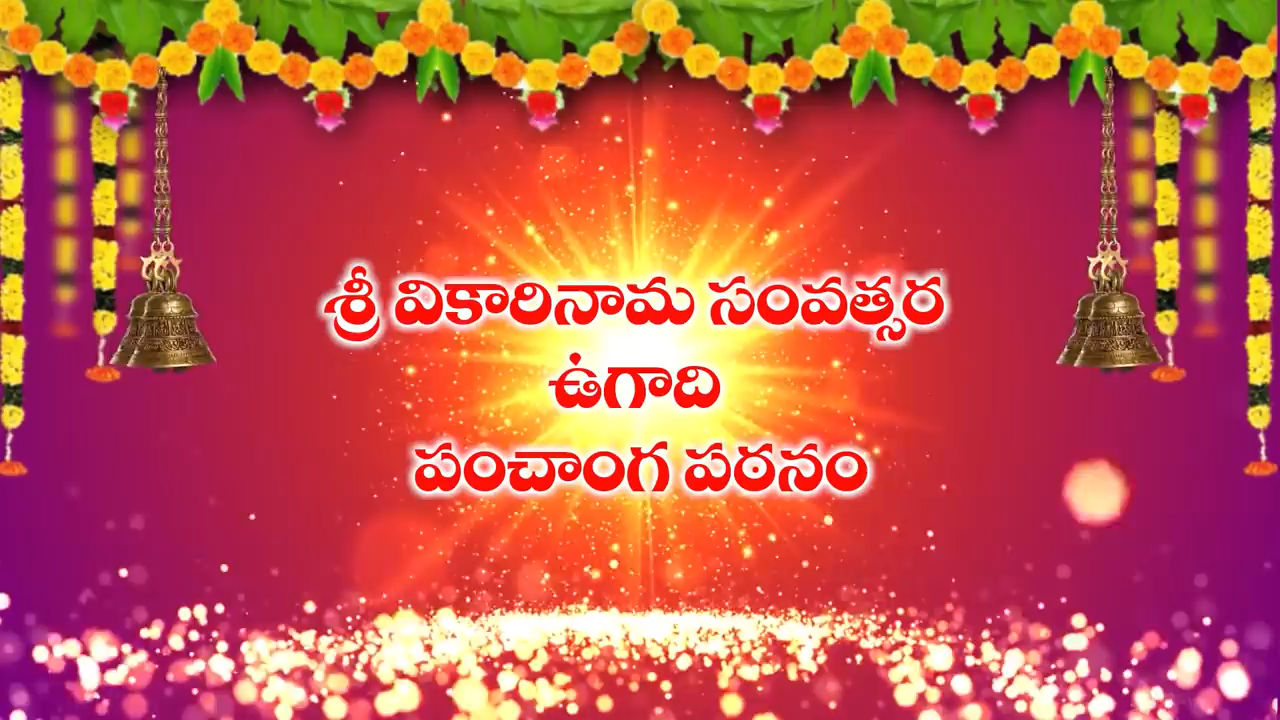 శ్రీ వికారినామ సంవత్సర
ఉగాది
పంచాంగ పఠనం